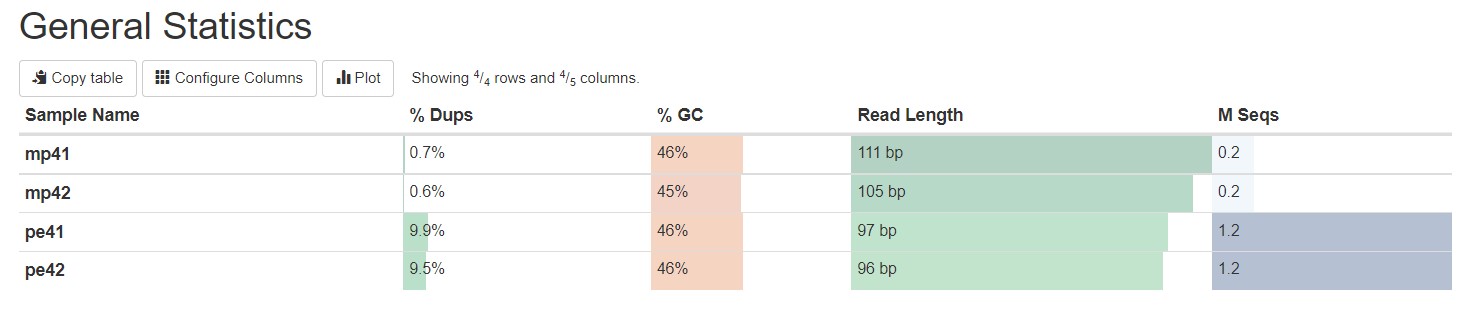 General Statistics
Copy table Configure Columns Plot Showing 4/4 rows and 4/5 columns.
Sample Name % Dups % GC Read Length M Seqs
mp41 0.7% 46% 111 bp 0.2
mp42 0.6% 45% 105 bp 0.2
pe41 9.9% 46% 97 bp 1.2
pe42 9.5% 46% 96 bp 1.2